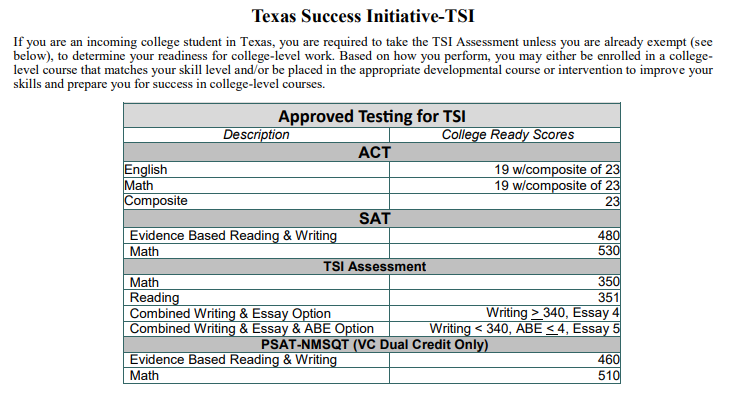 Texas Success Initiative-TSI
If you are an incoming college student in Texas, you are required to take the TSI Assessment unless you are already exempt (see
below), to determine your readiness for college-level work. Based on how you perform, you may either be enrolled in a college-
level course that matches your skill level and/or be placed in the appropriate developmental course or intervention to improve your
skills and prepare you for success in college-level courses.
Approved Testing for TSI
Description College Ready Scores
ACT
English 19 w/composite of 23
Math 19 w/composite of 23
Composite 23
SAT
Evidence Based Reading & Writing 480
Math 530
TSI Assessment
Math 350
Reading 351
Combined Writing & Essay Option Writing ≥ 340, Essay 4
Combined Writing & Essay & ABE Option Writing < 340, ABE ≤ 4, Essay 5
PSAT-NMSQT (VC Dual Credit Only)
Evidence Based Reading & Writing 460
Math 510